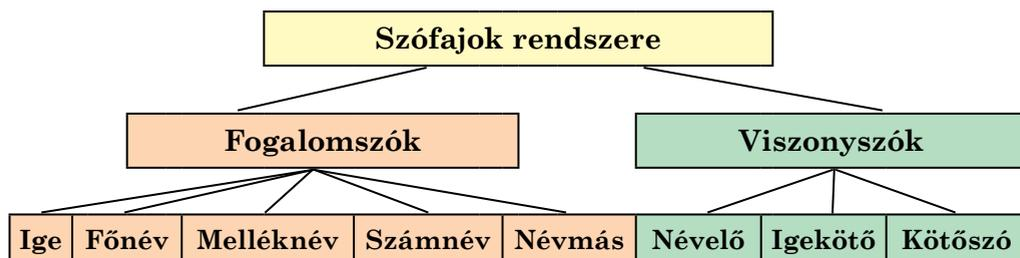 Szófajok rendszere
Fogalomszók Viszonyszók
Ige Főnév Melléknév Számnév Névmás Névelő Igekötő Kötőszó